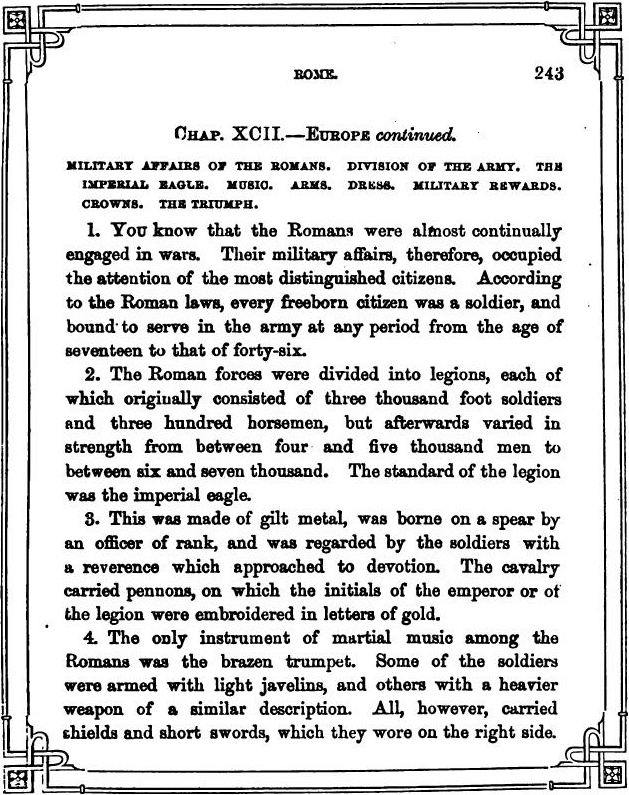 ROME.
243
CHAP. XCII.—EUROPE continued.
MILITARY AFFAIRS OF THE ROMANS. DIVISION OF THE ARMY. THE
IMPERIAL EAGLE. MUSIC. ARMS. DRESS. MILITARY REWARDS.
CROWNS. THE TRIUMPH.
1. YOU know that the Romans were almost continually
engaged in wars. Their military affairs, therefore, occupied
the attention of the most distinguished citizens. According
to the Roman laws, every freeborn citizen was a soldier, and
bound to serve in the army at any period from the age of
seventeen to that of forty-six.
2. The Roman forces were divided into legions, each of
which originally consisted of three thousand foot soldiers
and three hundred horsemen, but afterwards varied in
strength from between four and five thousand men to
between six and seven thousand. The standard of the legion
was the imperial eagle.
3. This was made of gilt metal, was borne on a spear by
an officer of rank, and was regarded by the soldiers with
a reverence which approached to devotion. The cavalry
carried pennons, on which the initials of the emperor or of
the legion were embroidered in letters of gold.
4. The only instrument of martial music among the
Romans was the brazen trumpet. Some of the soldiers
were armed with light javelins, and others with a heavier
weapon of a similar description. All, however, carried
shields and short swords, which they wore on the right side.